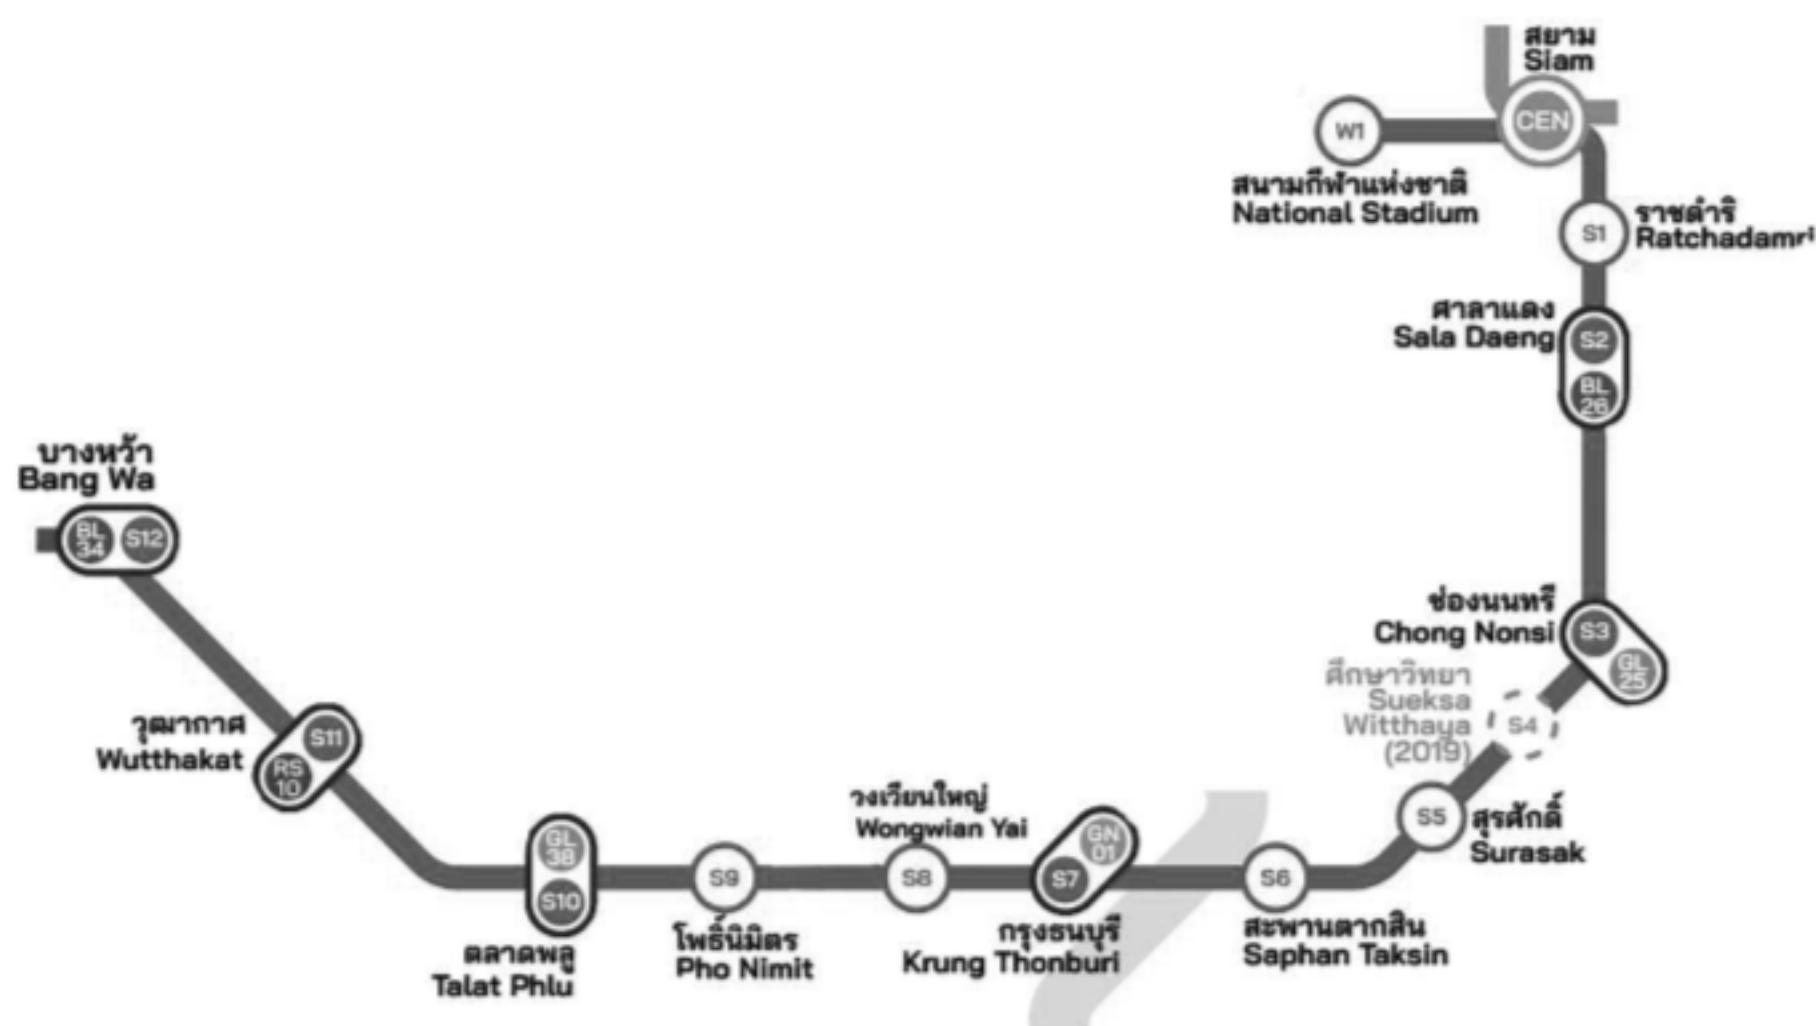 สยาม
Siam
CEN
W1
สนามกีฬาแห่งชาติ
National Stadium
S1
ราชดำริ
Ratchadamri
ศาลาแดง
Sala Daeng
S2
BL
26
บางหว้า
Bang Wa
BL
34
S12
ช่องนนทรี
Chong Nonsi
S3
GL
25
ศึกษาวิทยา
Sueksa
Witthaya
(2019)
S4
วุฒากาศ
Wutthakat
S11
RS
10
S5
สุรศักดิ์
Surasak
วงเวียนใหญ่
Wongwian Yai
GL
38
S10
S9
S8
GN
01
S7
S6
ตลาดพลู
Talat Phlu
โพธิ์นิมิตร
Pho Nimit
กรุงธนบุรี
Krung Thonburi
สะพานตากสิน
Saphan Taksin